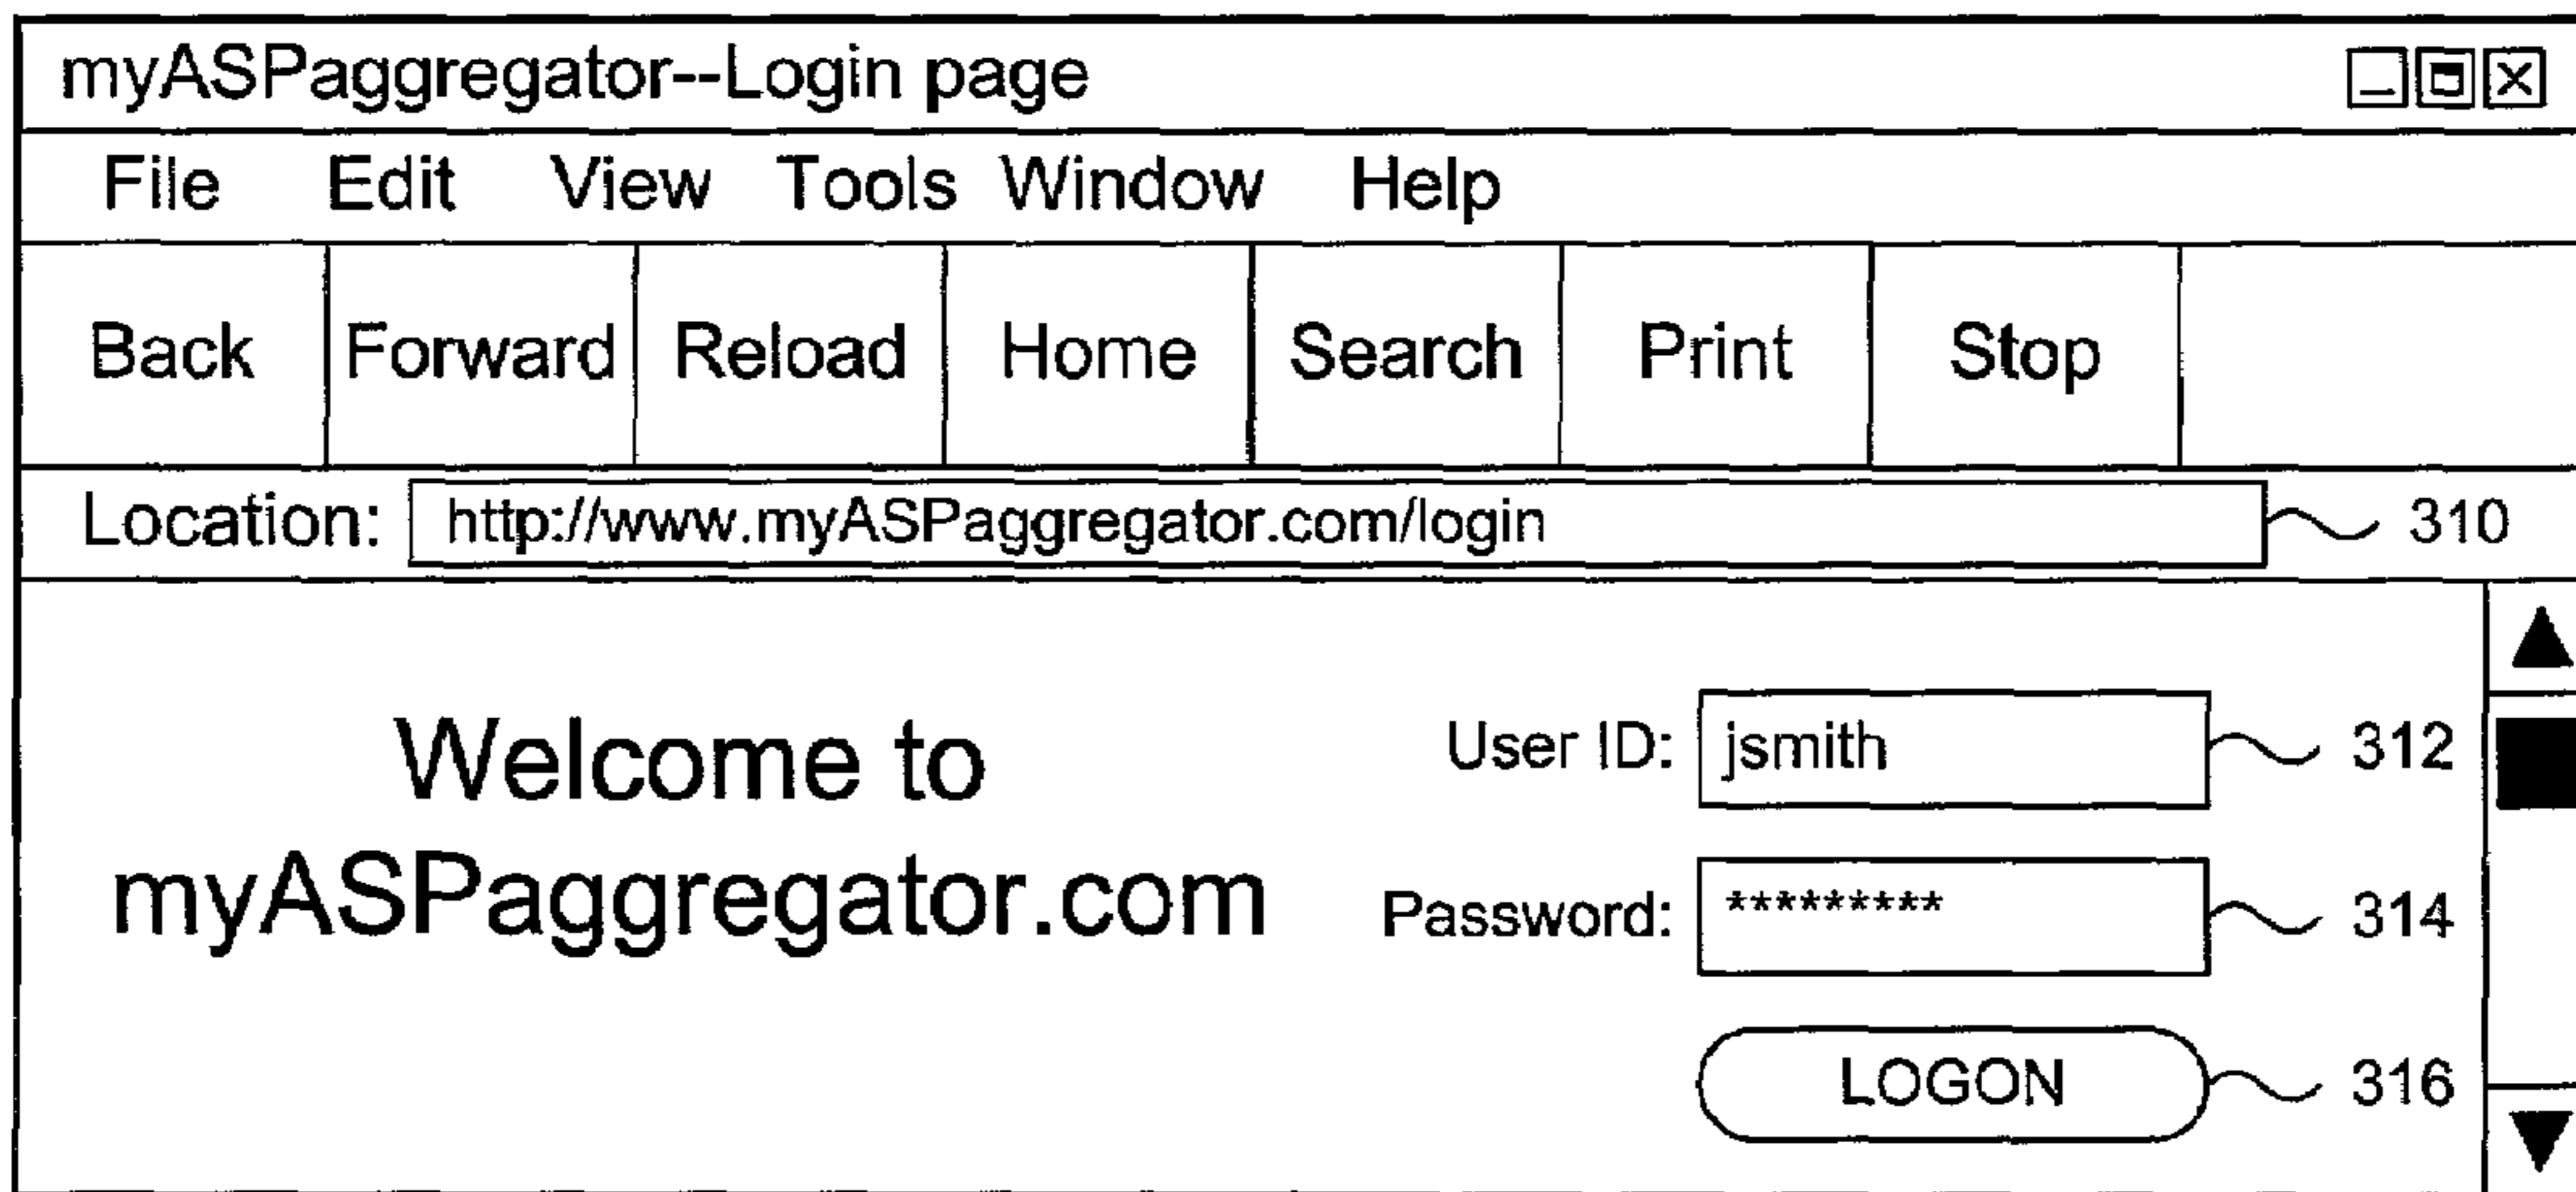 myASPaggregator--Login page
File Edit View Tools Window Help
Back Forward Reload Home Search Print Stop
Location: http://www.myASPaggregator.com/login 310
Welcome to
myASPaggregator.com
User ID: jsmith 312
Password: ********* 314
LOGON 316